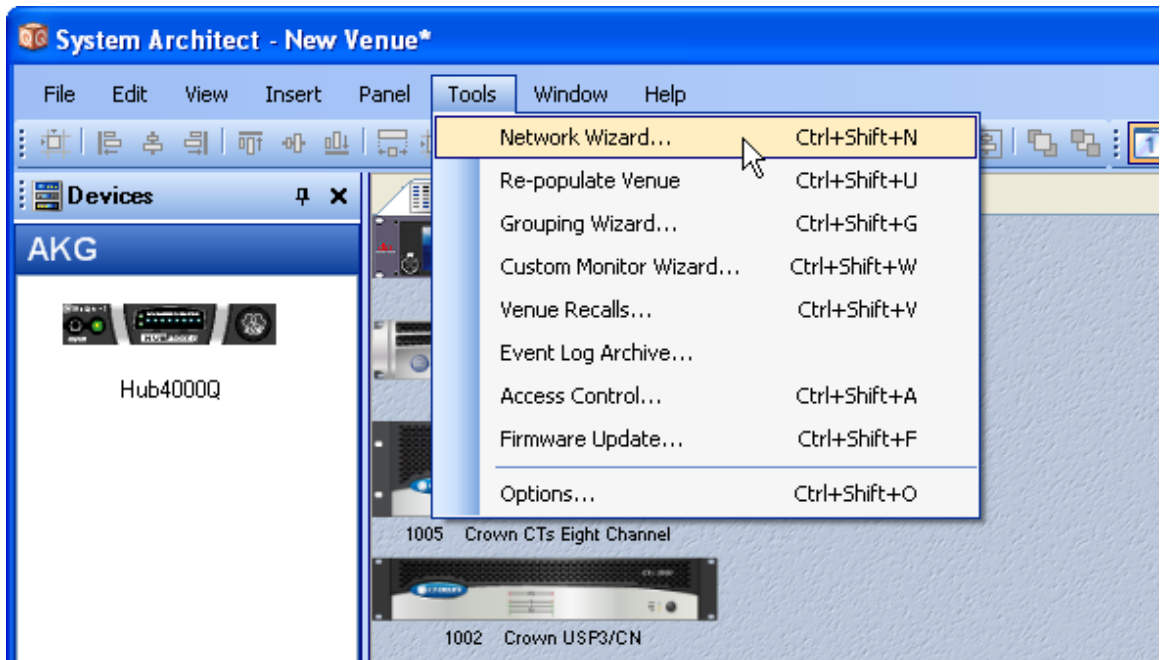 System Architect - New Venue*
File Edit View Insert Panel Tools Window Help
Network Wizard... Ctrl+Shift+N
Re-populate Venue Ctrl+Shift+U
Grouping Wizard... Ctrl+Shift+G
Custom Monitor Wizard... Ctrl+Shift+W
Venue Recalls... Ctrl+Shift+V
Event Log Archive...
Access Control... Ctrl+Shift+A
Firmware Update... Ctrl+Shift+F
Options... Ctrl+Shift+O
Devices
AKG
Hub4000Q
1005 Crown CTs Eight Channel
1002 Crown USP3/CN